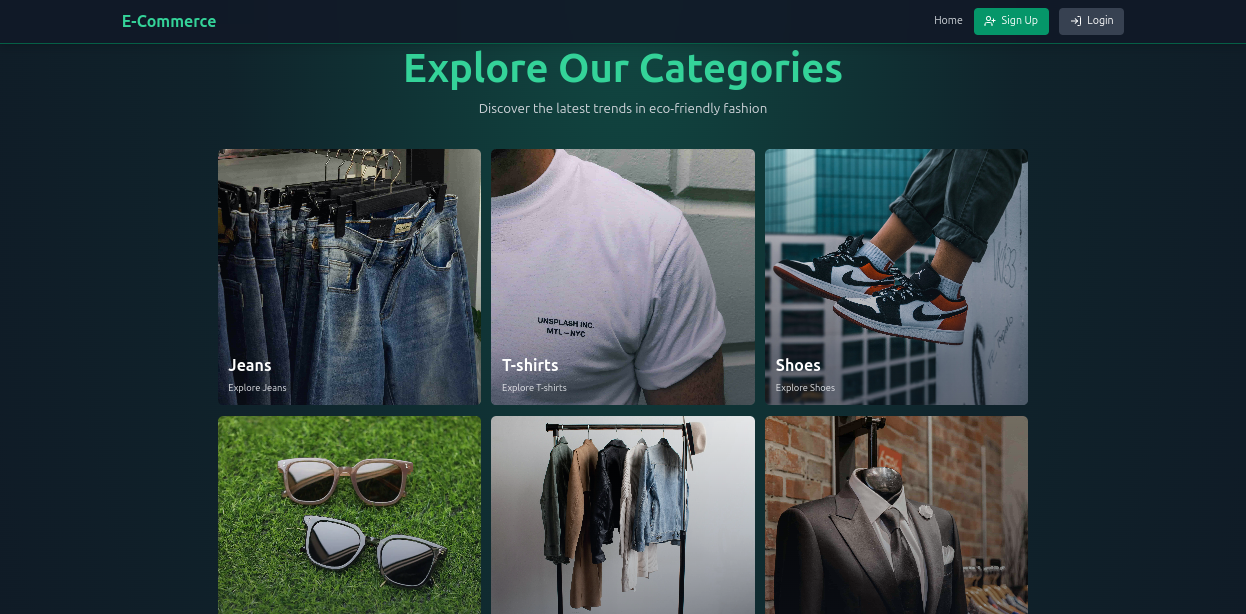 E-Commerce
Home
Sign Up
Login
Explore Our Categories
Discover the latest trends in eco-friendly fashion
UNSPLASH INC.
MTL—NYC
Jeans
Explore Jeans
T-shirts
Explore T-shirts
Shoes
Explore Shoes